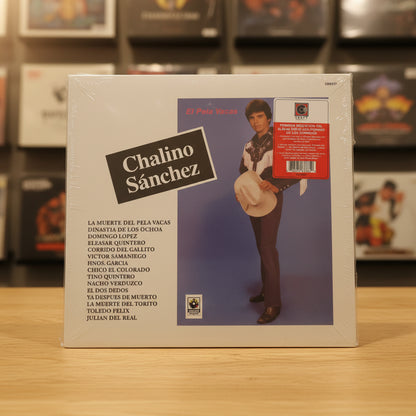 El Pela Vacas
Chalino
Sánchez
LA MUERTE DEL PELA VACAS
DINASTIA DE LOS OCHOA
DOMINGO LOPEZ
ELEASAR QUINTERO
CORRIDO DEL GALLITO
VICTOR SAMANIEGO
HNOS. GARCIA
CHICO EL COLORADO
TINO QUINTERO
NACHO VERDUZCO
EL DOS DEDOS
YA DESPUES DE MUERTO
LA MUERTE DEL TORITO
TOLEDO FELIX
JULIAN DEL REAL